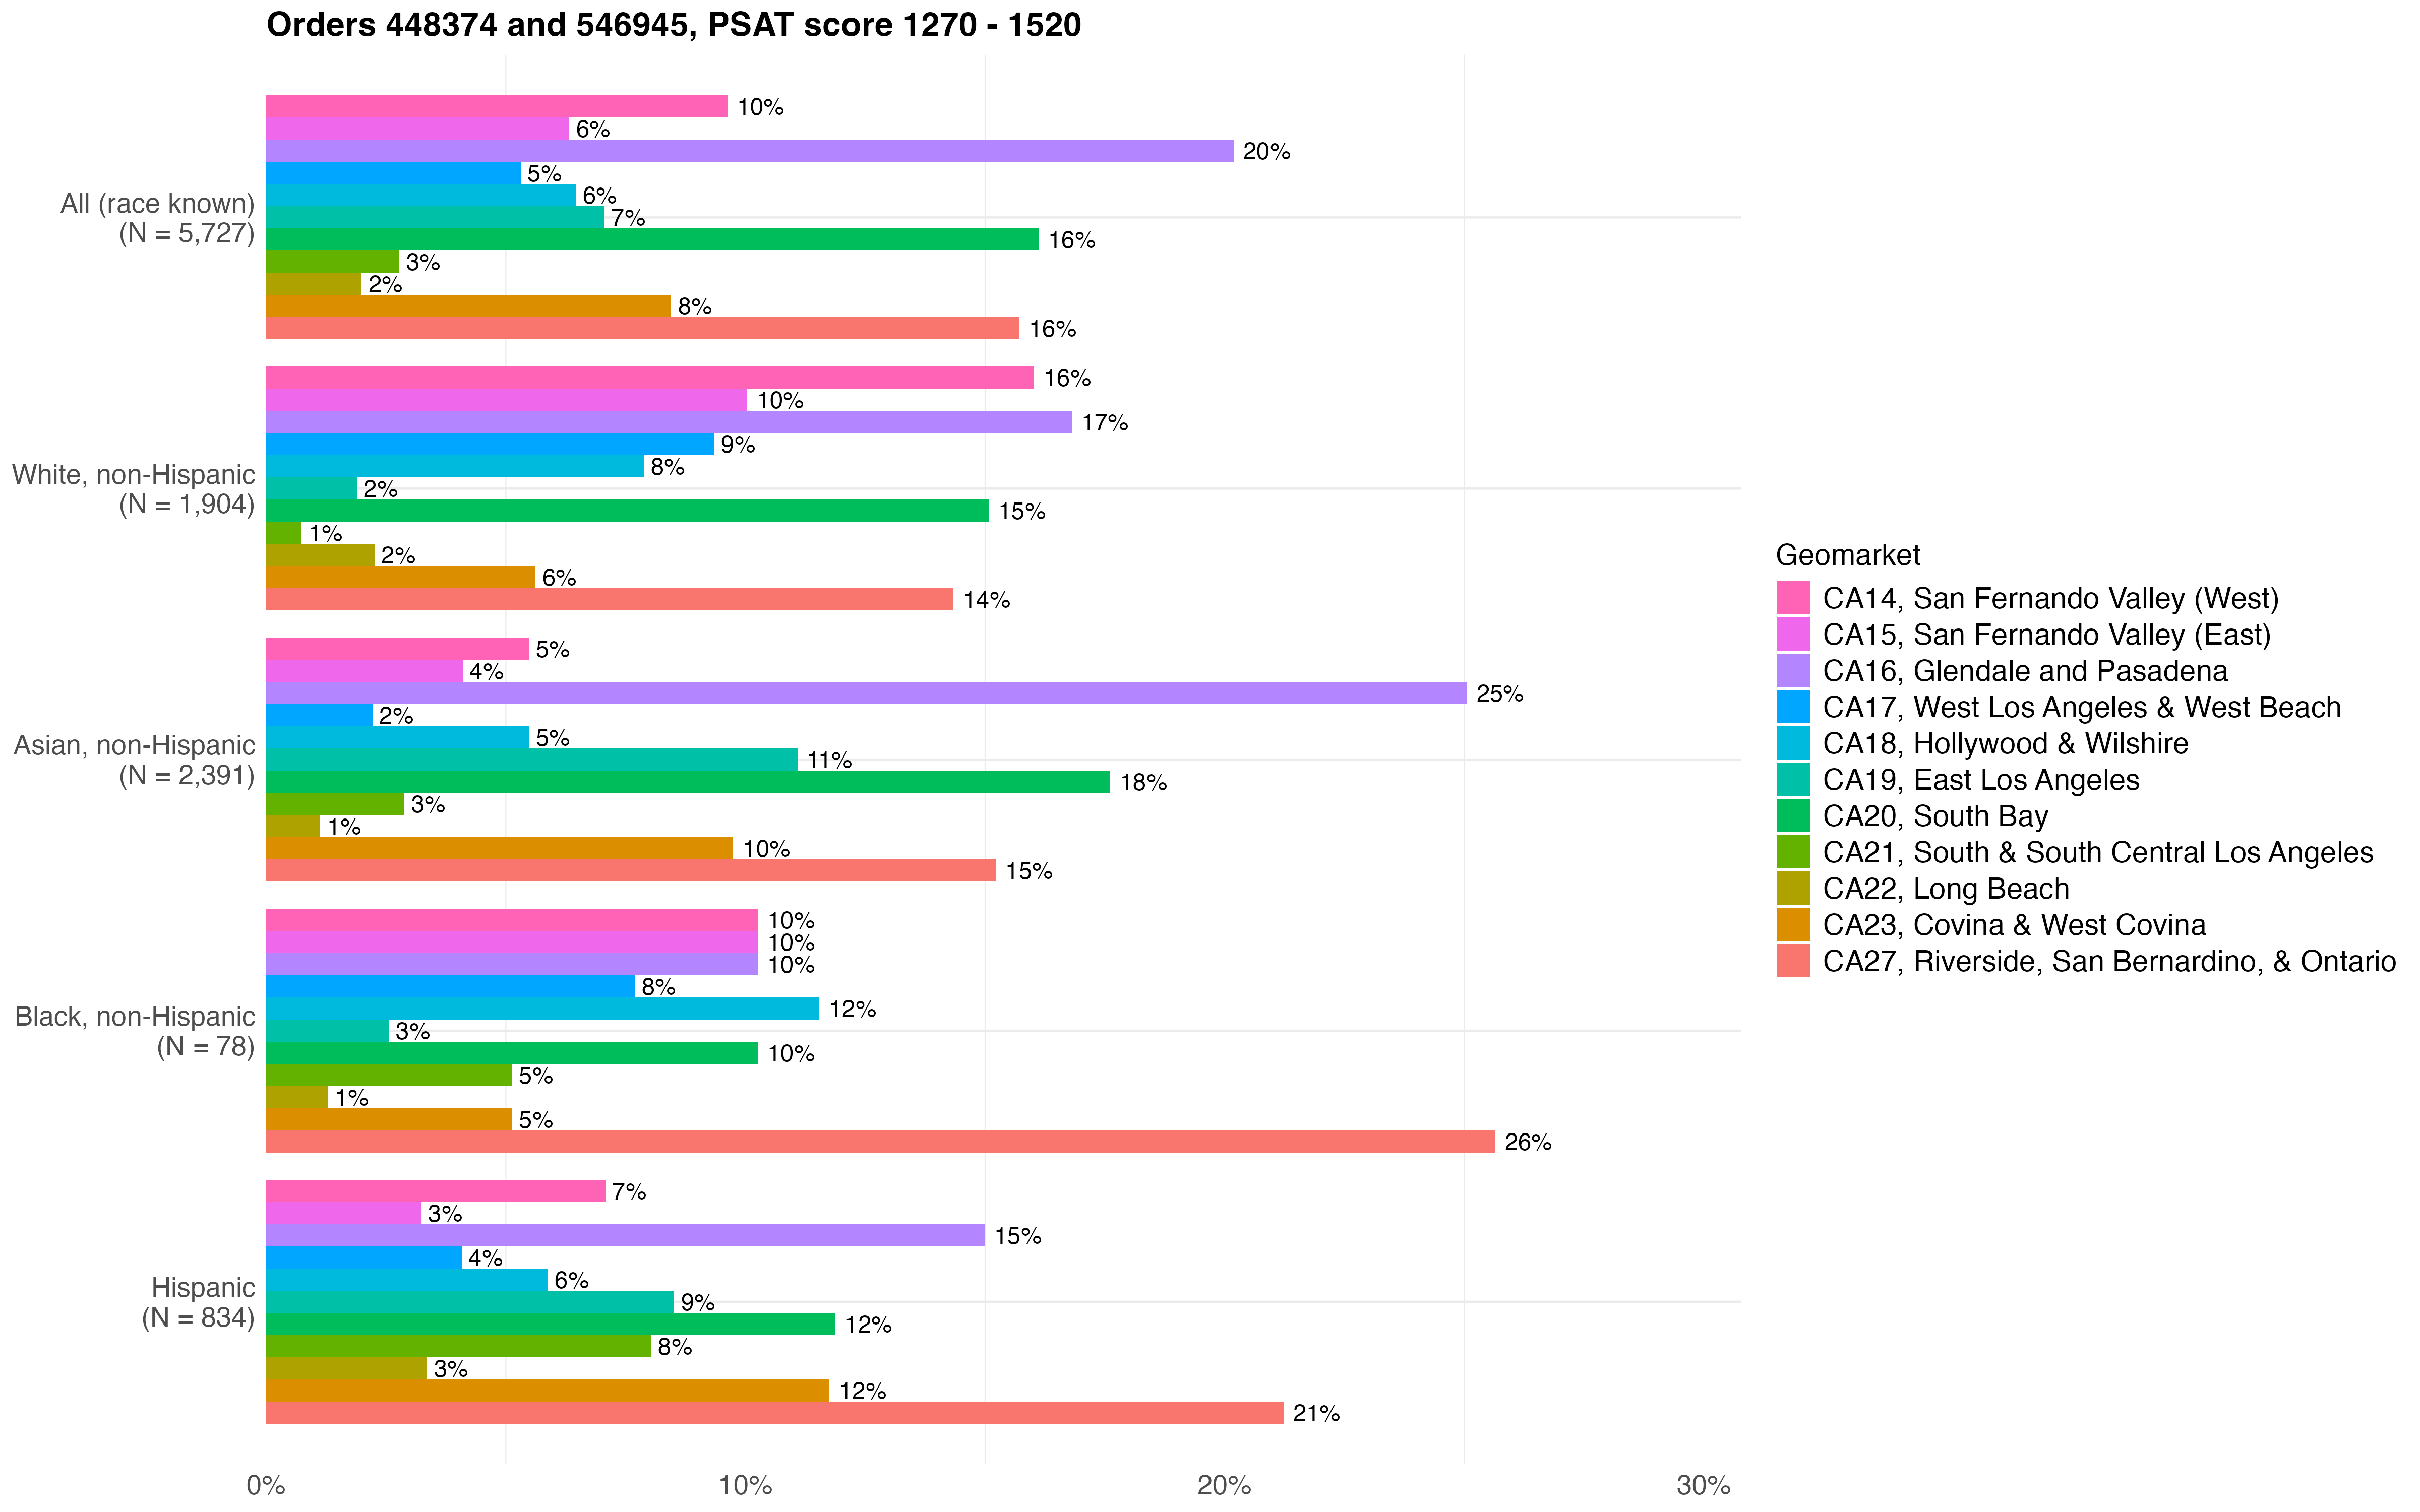 Orders 448374 and 546945, PSAT score 1270 - 1520
All (race known)
(N = 5,727)
10%
6%
20%
5%
6%
7%
16%
3%
2%
8%
16%
White, non-Hispanic
(N = 1,904)
16%
10%
17%
9%
8%
2%
15%
1%
2%
6%
14%
Asian, non-Hispanic
(N = 2,391)
5%
4%
25%
2%
5%
11%
18%
3%
1%
10%
15%
Black, non-Hispanic
(N = 78)
10%
10%
10%
8%
12%
3%
10%
5%
1%
5%
26%
Hispanic
(N = 834)
7%
3%
15%
4%
6%
9%
12%
8%
3%
12%
21%
0%
10%
20%
30%
Geomarket
CA14, San Fernando Valley (West)
CA15, San Fernando Valley (East)
CA16, Glendale and Pasadena
CA17, West Los Angeles & West Beach
CA18, Hollywood & Wilshire
CA19, East Los Angeles
CA20, South Bay
CA21, South & South Central Los Angeles
CA22, Long Beach
CA23, Covina & West Covina
CA27, Riverside, San Bernardino, & Ontario